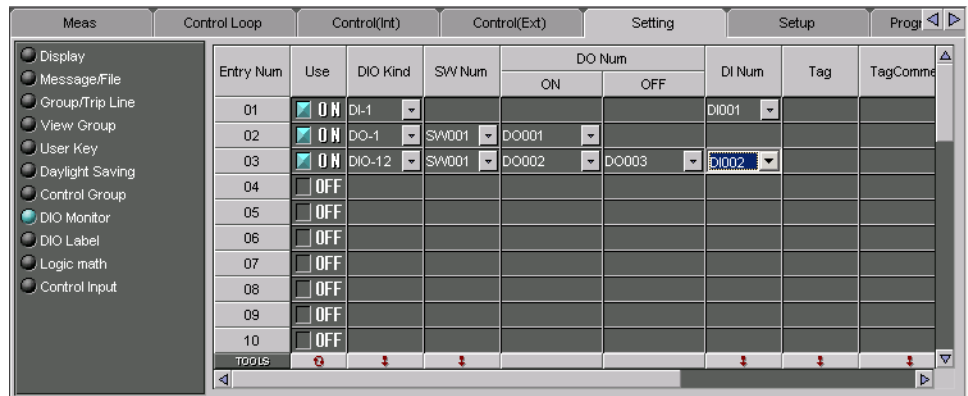 Meas Control Loop Control(Int) Control(Ext) Setting Setup Progr
Display
Message/File
Group/Trip Line
View Group
User Key
Daylight Saving
Control Group
DIO Monitor
DIO Label
Logic math
Control Input
Entry Num Use DIO Kind SW Num DO Num DI Num Tag TagComme
ON OFF
01 ON DI-1 DI001
02 ON DO-1 SW001 DO001
03 ON DIO-12 SW001 DO002 DO003 DI002
04 OFF
05 OFF
06 OFF
07 OFF
08 OFF
09 OFF
10 OFF
TOOLS